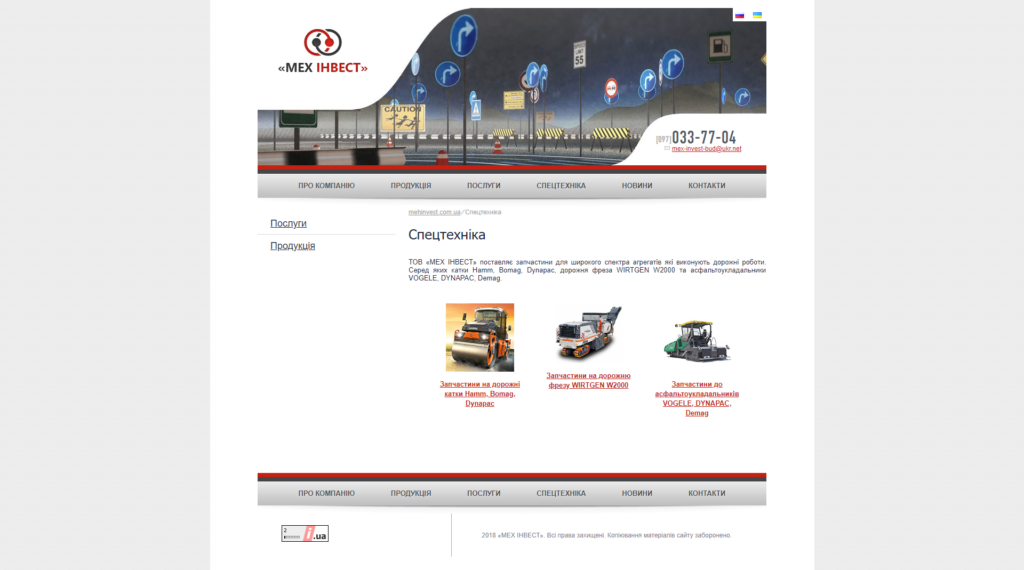 «МЕХ ІНВЕСТ»
SPEED
LIMIT
55
CAUTION
(097) 033-77-04
mex-invest-bud@ukr.net
ПРО КОМПАНІЮ ПРОДУКЦІЯ ПОСЛУГИ СПЕЦТЕХНІКА НОВИНИ КОНТАКТИ
Послуги
Продукція
mehinvest.com.ua/Спецтехніка
Спецтехніка
ТОВ «МЕХ ІНВЕСТ» поставляє запчастини для широкого спектра агрегатів які виконують дорожні роботи.
Серед яких катки Hamm, Bomag, Dynapac, дорожня фреза WIRTGEN W2000 та асфальтоукладальники
VOGELE, DYNAPAC, Demag.
Запчастини на дорожні
катки Hamm, Bomag,
Dynapac
Запчастини на дорожню
фрезу WIRTGEN W2000
Запчастини до
асфальтоукладальників
VOGELE, DYNAPAC,
Demag
ПРО КОМПАНІЮ ПРОДУКЦІЯ ПОСЛУГИ СПЕЦТЕХНІКА НОВИНИ КОНТАКТИ
2
i.ua
2018 «МЕХ ІНВЕСТ». Всі права захищені. Копіювання матеріалів сайту заборонено.